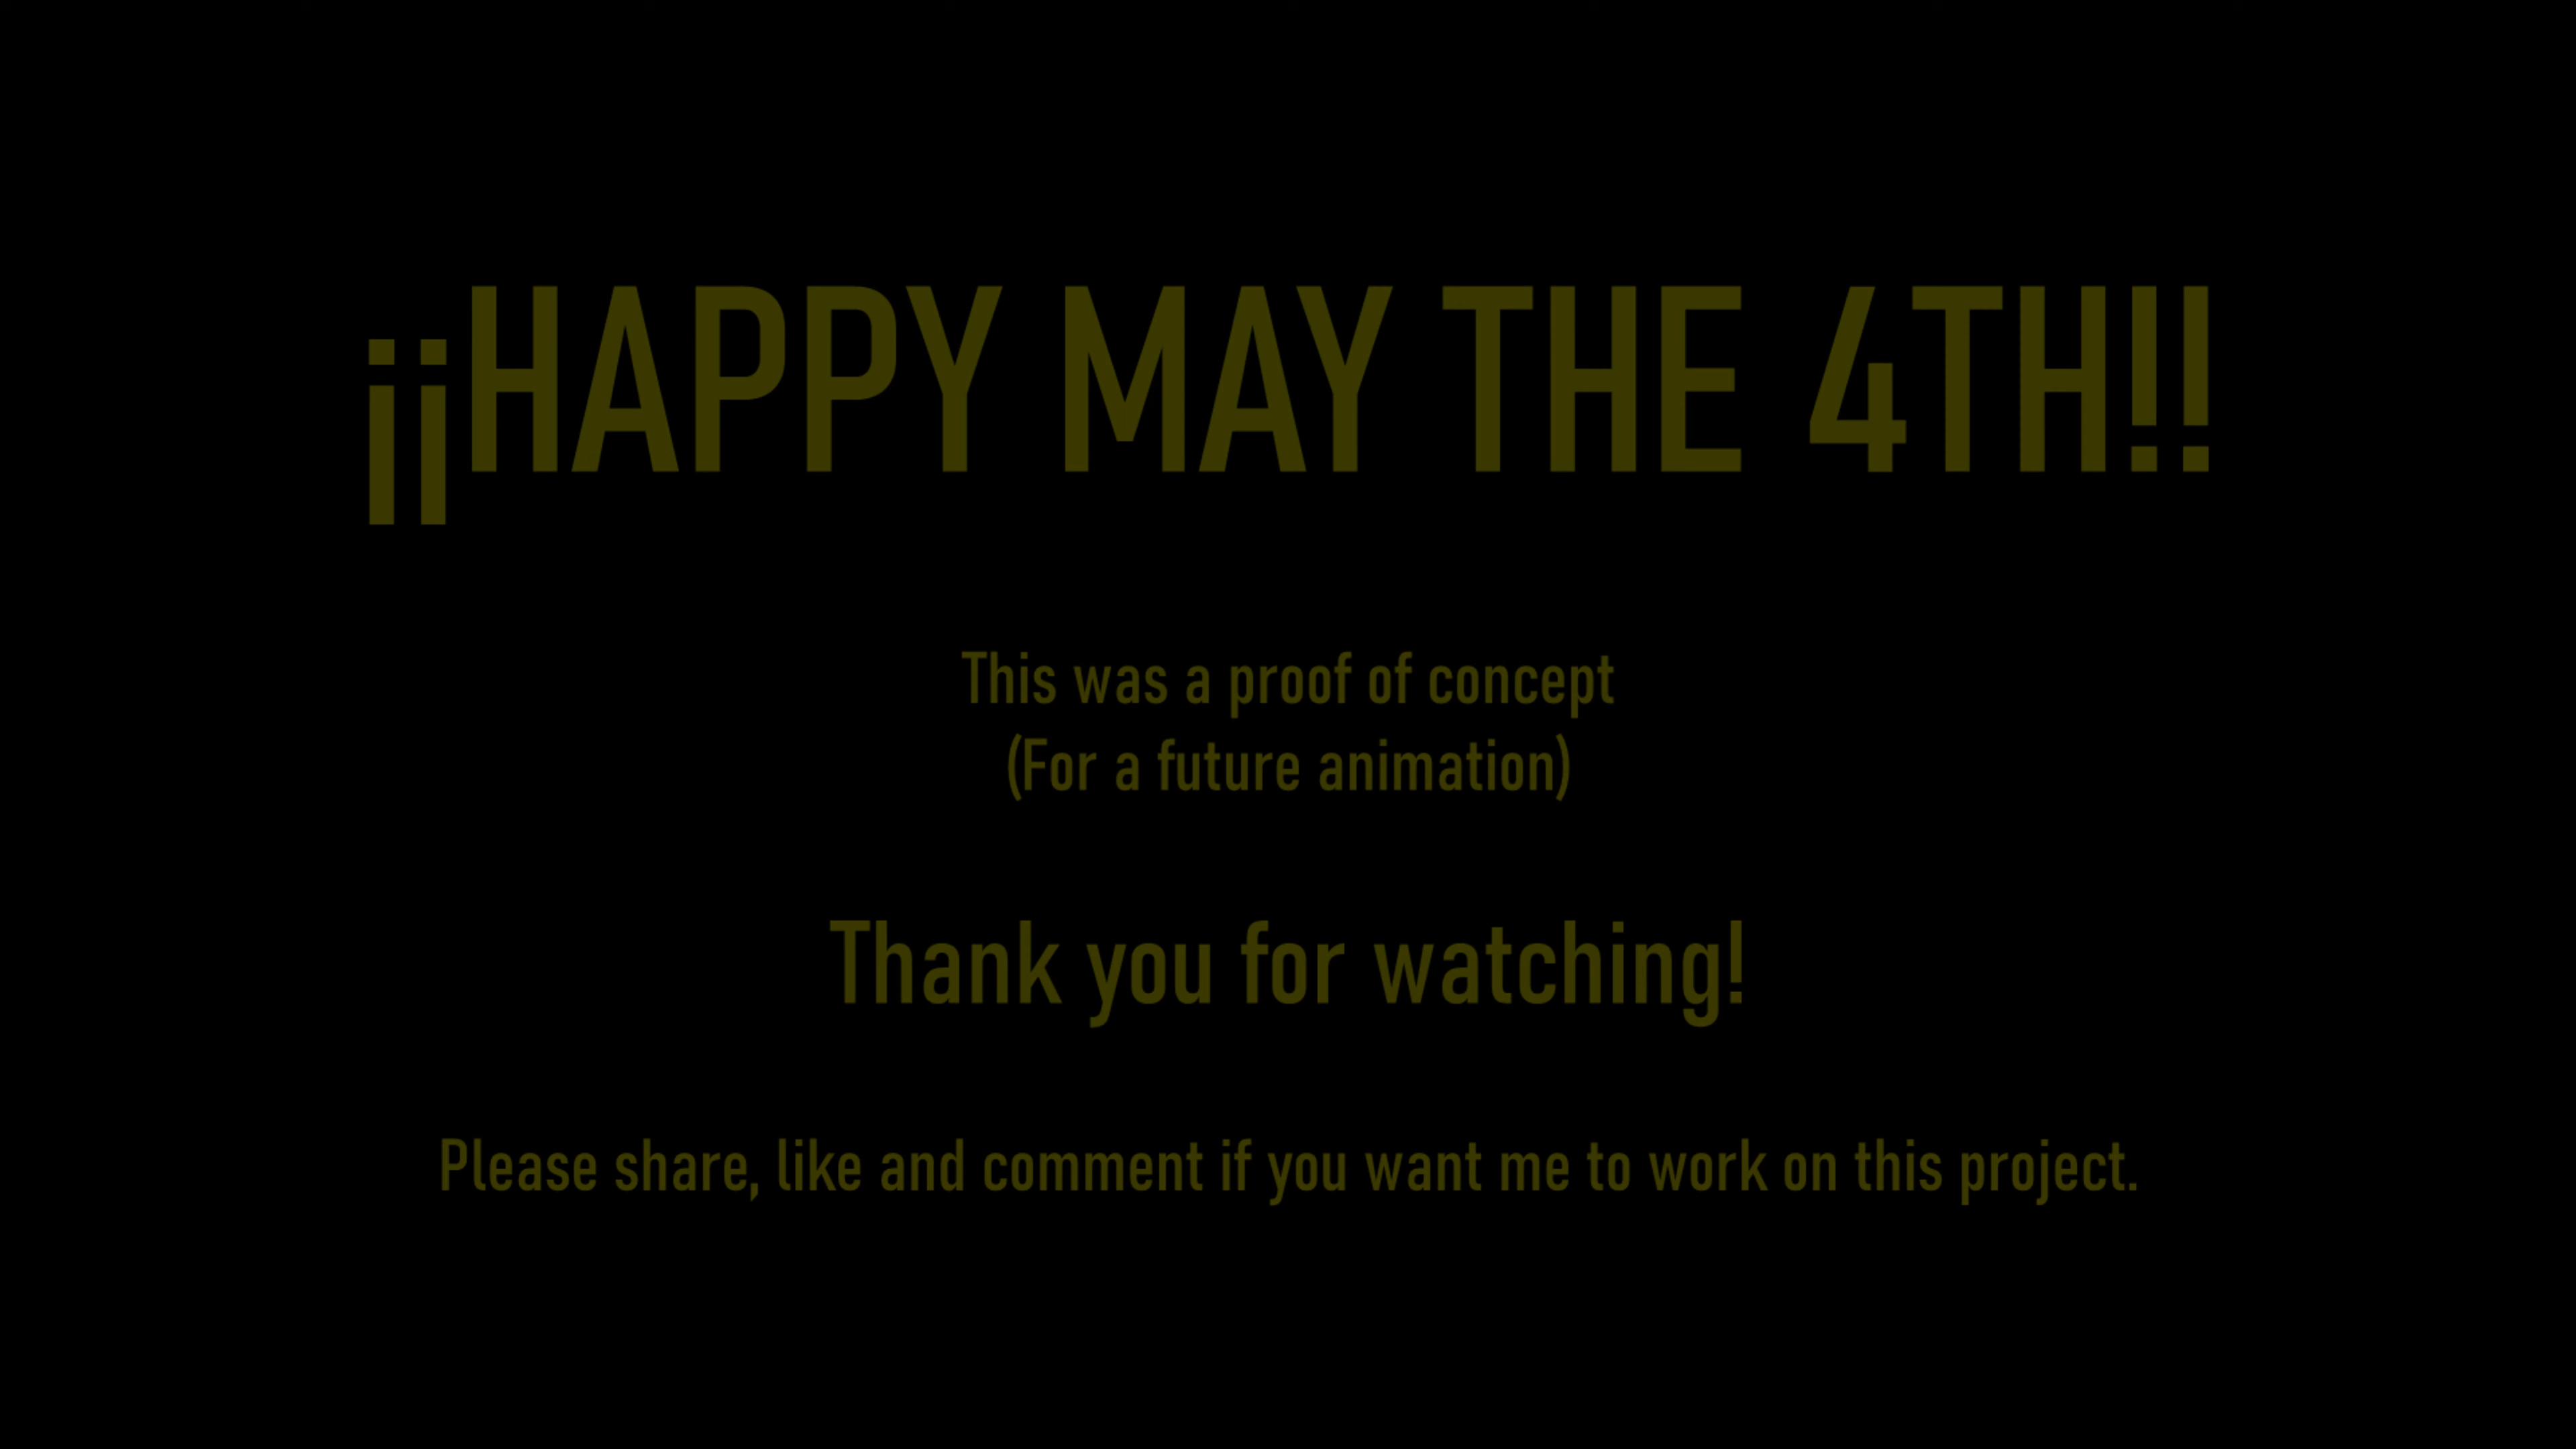 ¡¡HAPPY MAY THE 4TH!!
This was a proof of concept
(For a future animation)
Thank you for watching!
Please share, like and comment if you want me to work on this project.